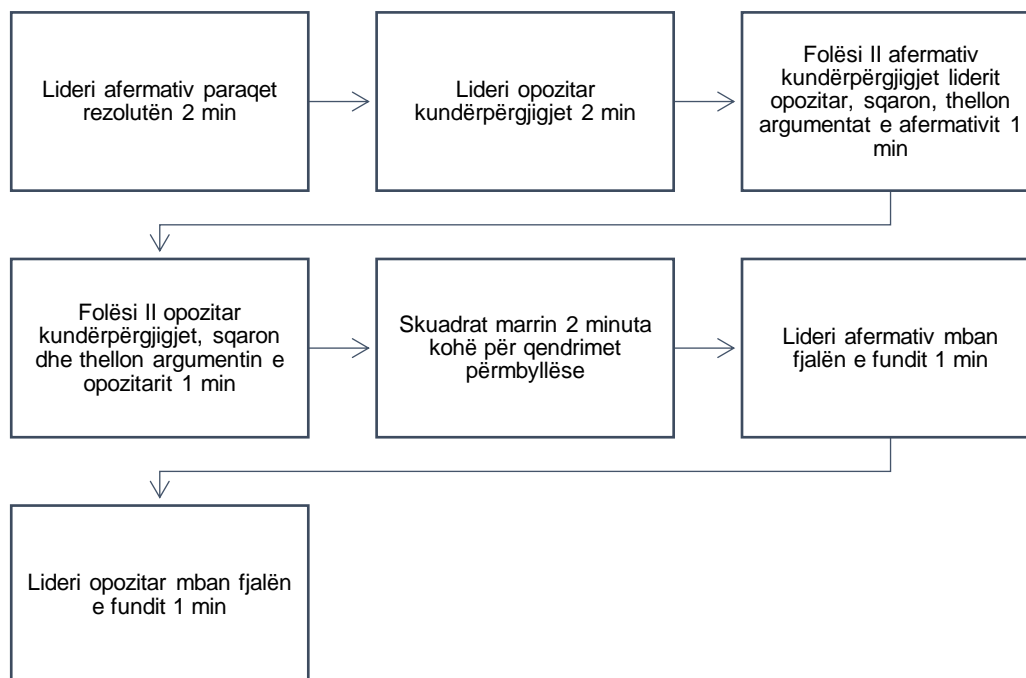 Lideri afermativ paraqet
rezolutën 2 min
Lideri opozitar
kundërpërgjigjet 2 min
Folësi II afermativ
kundërpërgjigjet liderit
opozitar, sqaron, thellon
argumentat e afermativit 1
min
Folësi II opozitar
kundërpërgjigjet, sqaron
dhe thellon argumentin e
opozitarit 1 min
Skuadrat marrin 2 minuta
kohë për qendrimet
përmbyllëse
Lideri afermativ mban
fjalën e fundit 1 min
Lideri opozitar mban fjalën
e fundit 1 min